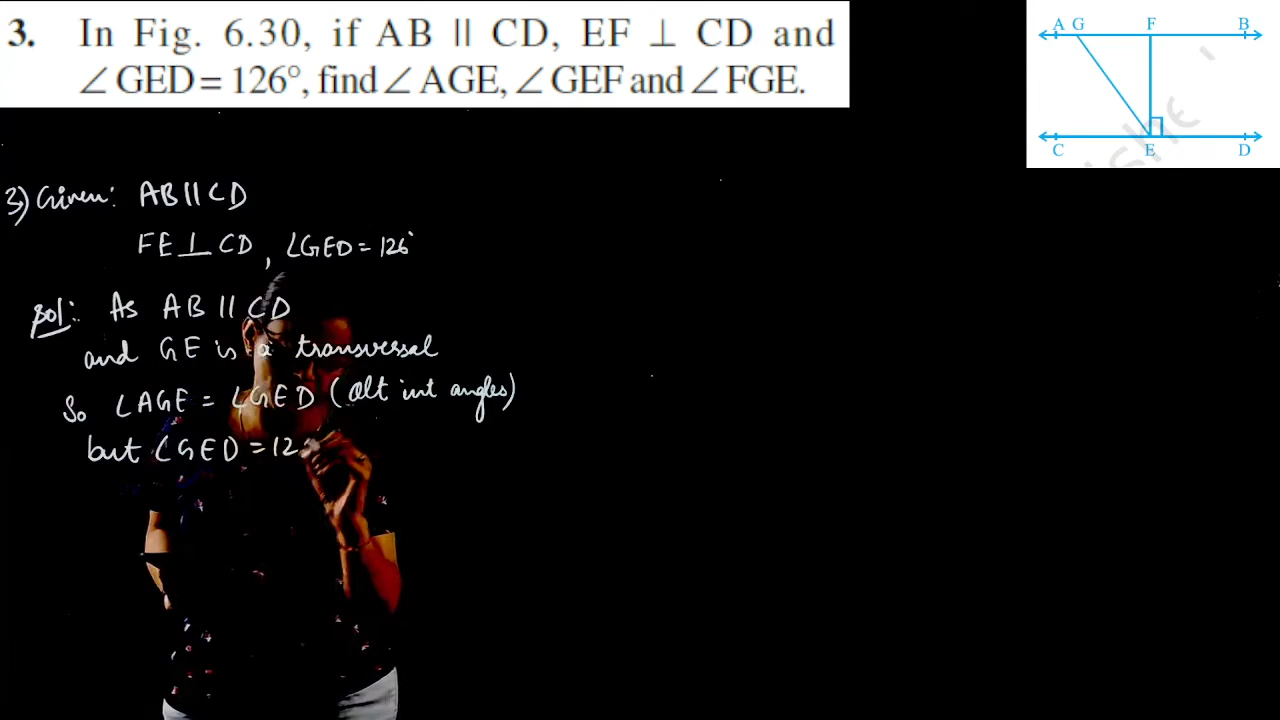 3. In Fig. 6.30, if AB || CD, EF ⊥ CD and
∠GED = 126°, find ∠AGE, ∠GEF and ∠FGE.
A G F B
C E D
3) Given: AB || CD
FE ⊥ CD, ∠GED = 126°
Sol: As AB || CD
and GE is a transversal
So ∠AGE = ∠GED (alt int angles)
but ∠GED = 12